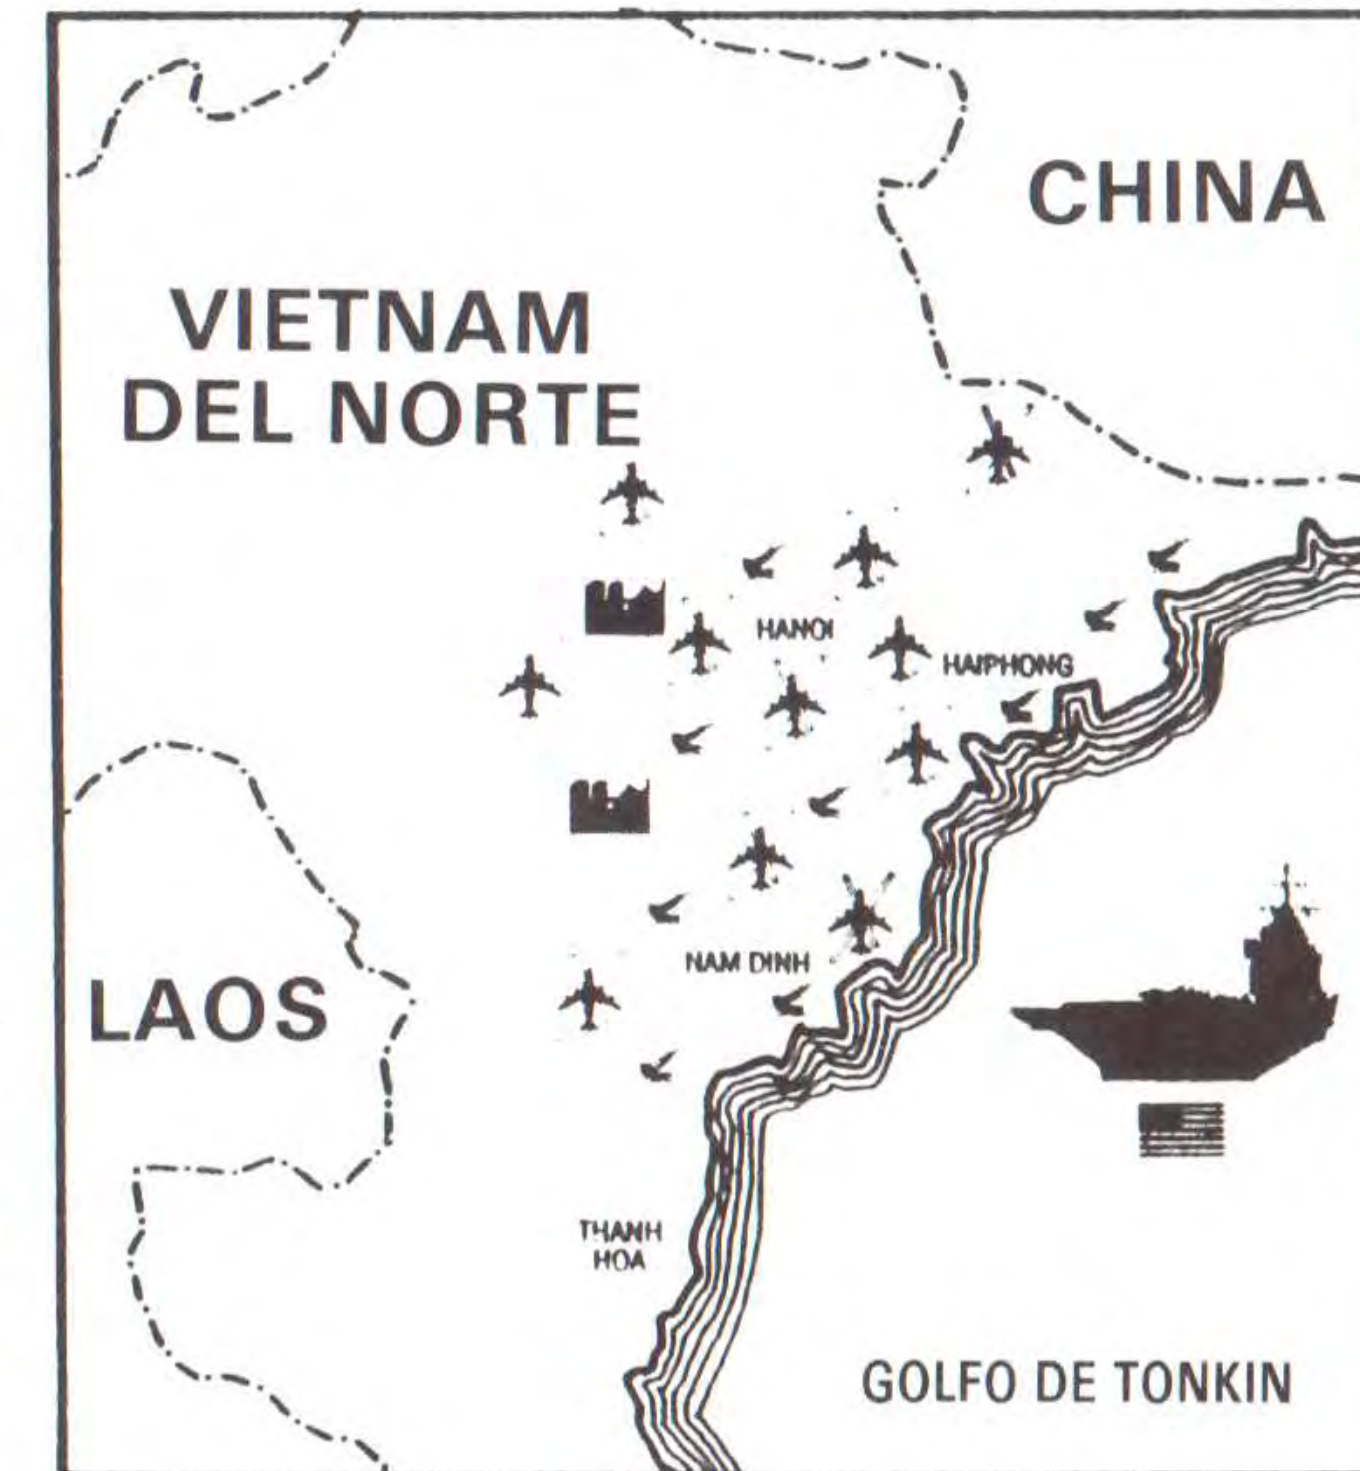 CHINA
VIETNAM
DEL NORTE
HANOI
HAIPHONG
NAM DINH
LAOS
THANH
HOA
GOLFO DE TONKIN